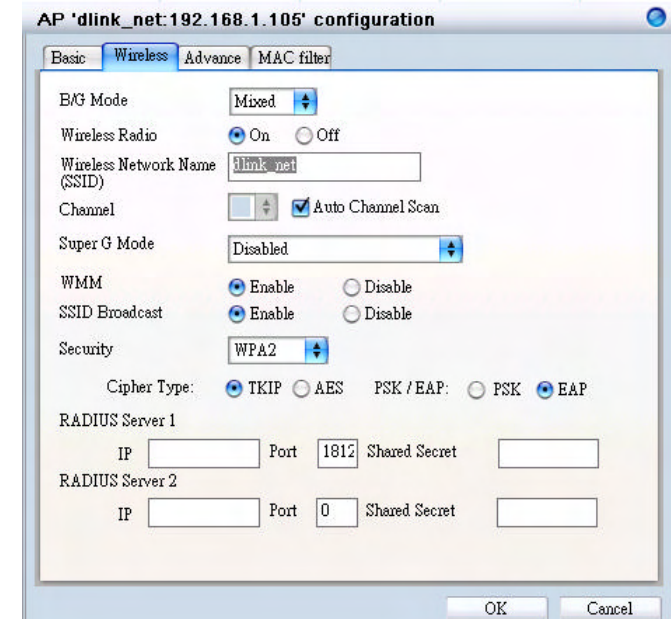 AP 'dlink_net:192.168.1.105' configuration
Basic Wireless Advance MAC filter
B/G Mode Mixed
Wireless Radio On Off
Wireless Network Name dlink_net
(SSID)
Channel Auto Channel Scan
Super G Mode Disabled
WMM Enable Disable
SSID Broadcast Enable Disable
Security WPA2
Cipher Type: TKIP AES PSK / EAP: PSK EAP
RADIUS Server 1
IP Port 1812 Shared Secret
RADIUS Server 2
IP Port 0 Shared Secret
OK Cancel